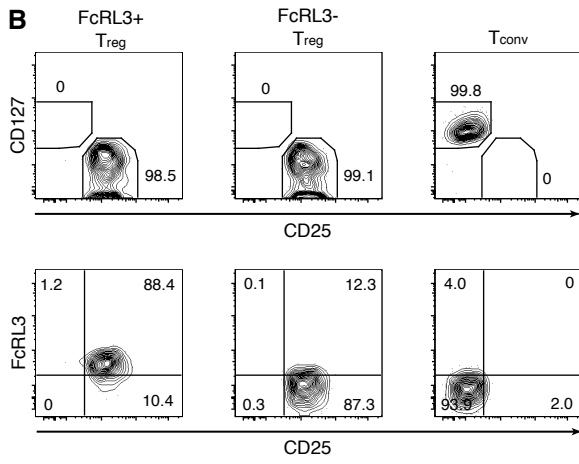 B
FcRL3+ FcRL3-
Treg Treg Tconv
CD127
0 0 99.8
98.5 99.1 0
CD25
FcRL3
1.2 88.4 0.1 12.3 4.0 0
0 10.4 0.3 87.3 93.9 2.0
CD25